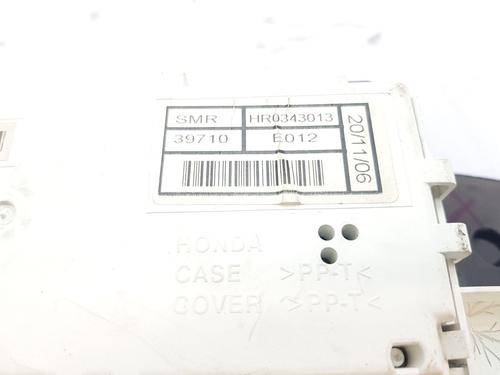 SMR HR0343013
39710 E012
20/11/06
HONDA
CASE >PP-T<
COVER >PP-T<